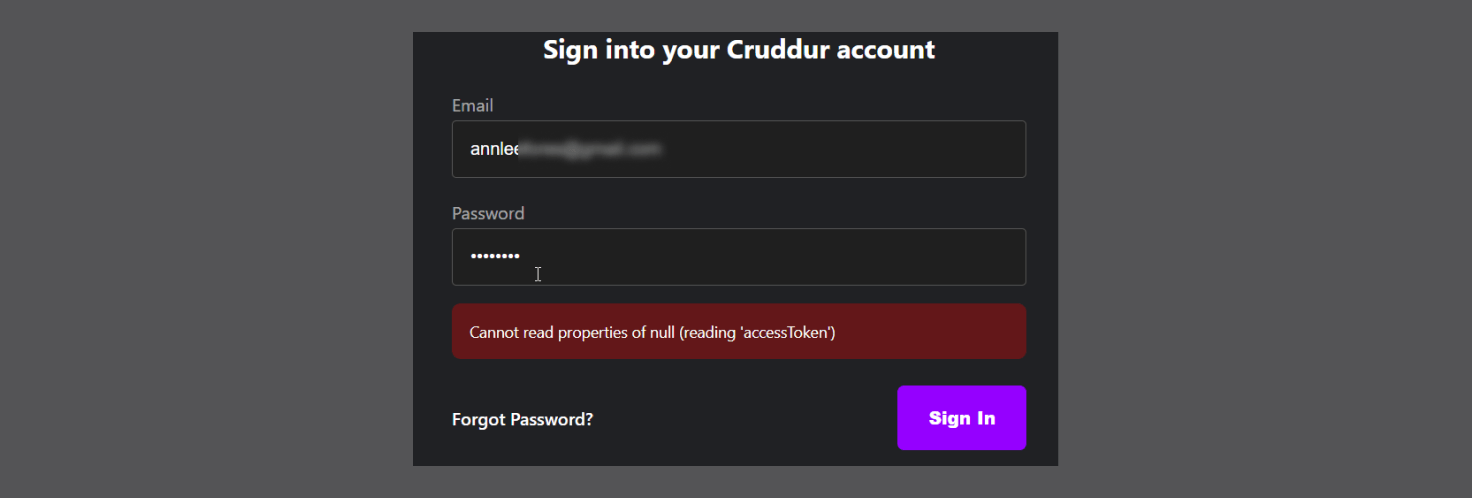 Sign into your Cruddur account
Email
annlee
Password
Cannot read properties of null (reading 'accessToken')
Forgot Password?
Sign In